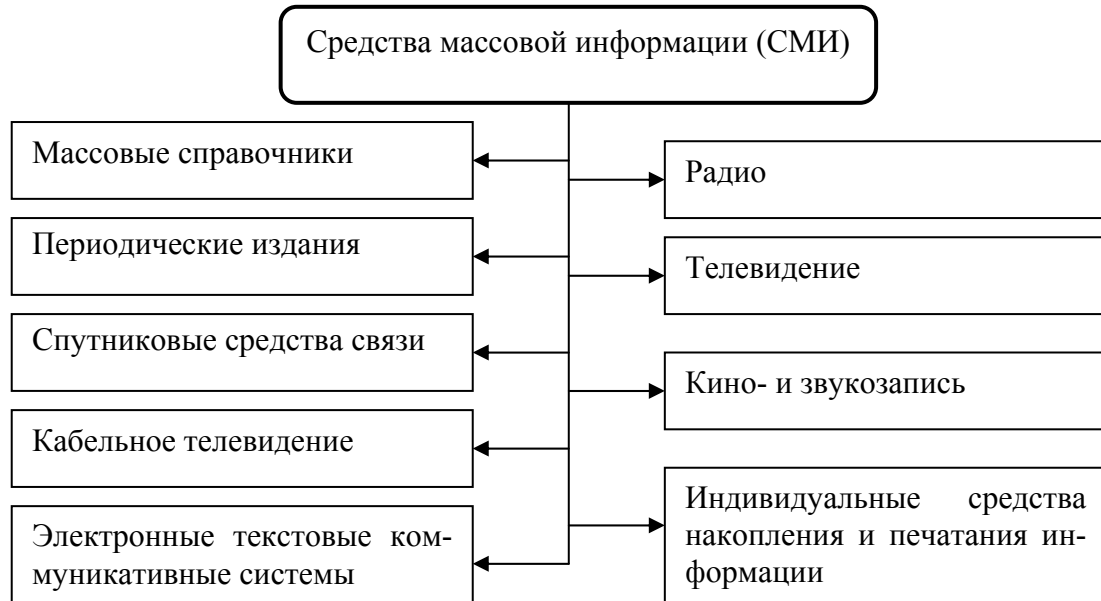 Средства массовой информации (СМИ)
Массовые справочники
Периодические издания
Спутниковые средства связи
Кабельное телевидение
Электронные текстовые ком-
муникативные системы
Радио
Телевидение
Кино- и звукозапись
Индивидуальные средства
накопления и печатания ин-
формации